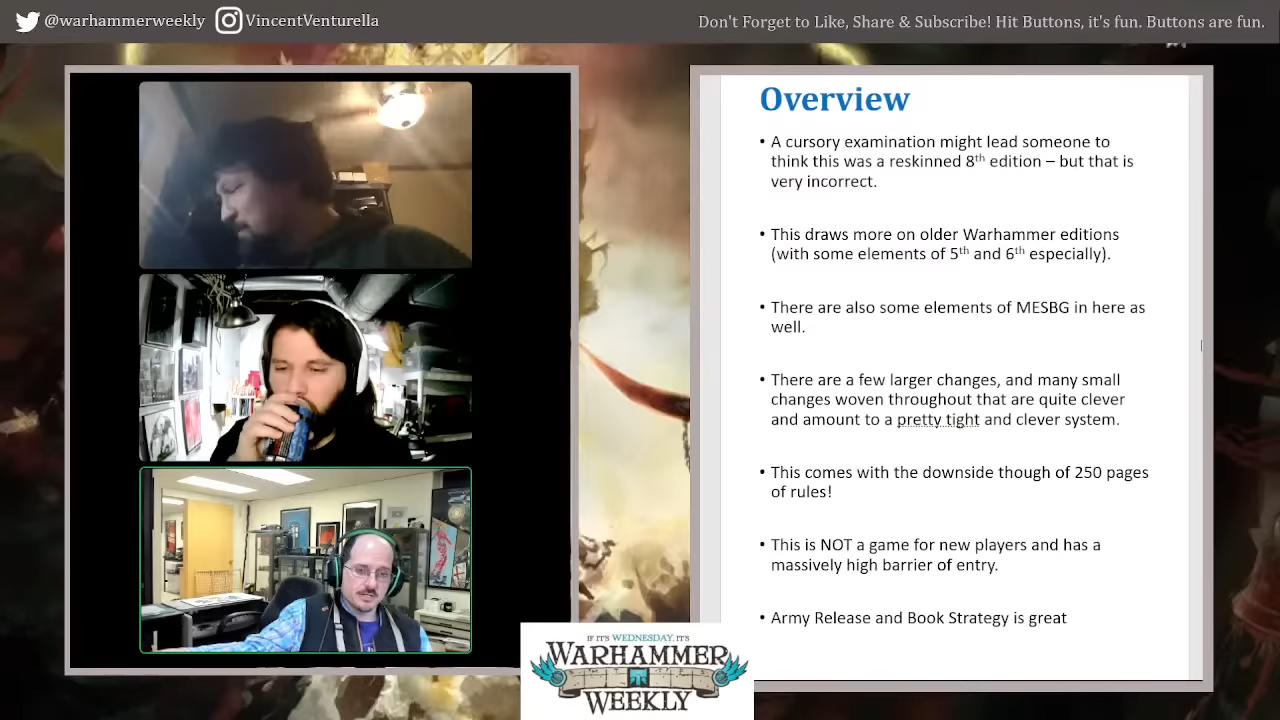 @warhammerweekly VincentVenturella
Don't Forget to Like, Share & Subscribe! Hit Buttons, it's fun. Buttons are fun.
Overview
• A cursory examination might lead someone to
think this was a reskinned 8th edition – but that is
very incorrect.
• This draws more on older Warhammer editions
(with some elements of 5th and 6th especially).
• There are also some elements of MESBG in here as
well.
• There are a few larger changes, and many small
changes woven throughout that are quite clever
and amount to a pretty tight and clever system.
• This comes with the downside though of 250 pages
of rules!
• This is NOT a game for new players and has a
massively high barrier of entry.
• Army Release and Book Strategy is great
IF IT'S WEDNESDAY, IT'S
WARHAMMER
WEEKLY